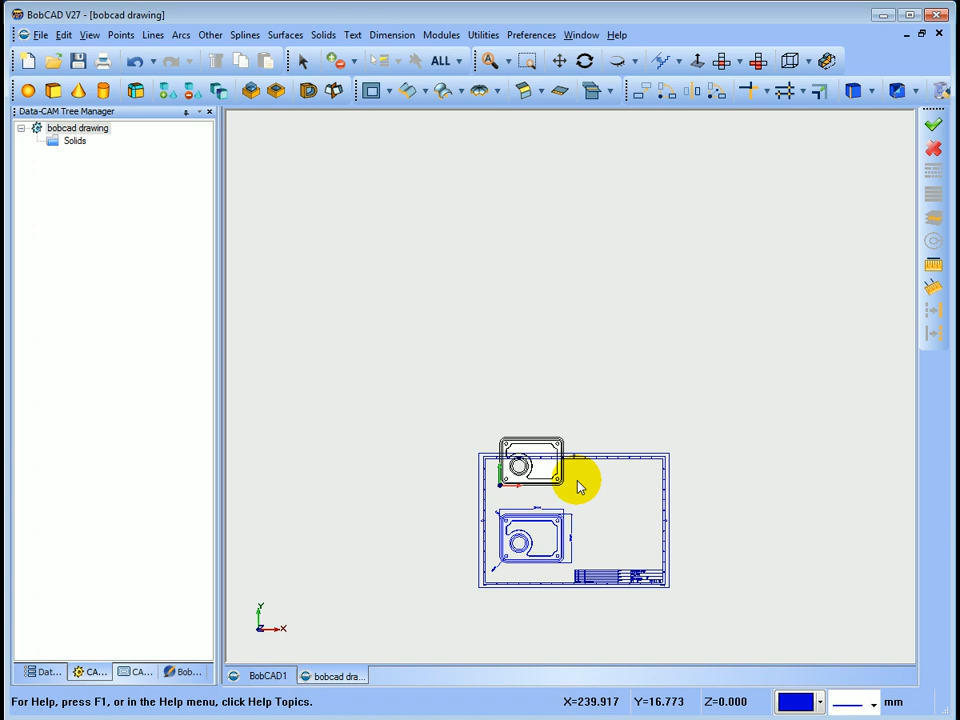 BobCAD V27 - [bobcad drawing]
File Edit View Points Lines Arcs Other Splines Surfaces Solids Text Dimension Modules Utilities Preferences Window Help
ALL
Data-CAM Tree Manager
bobcad drawing
Solids
Y
Z X
Dat... CA... CA... Bob...
BobCAD1 bobcad dra...
For Help, press F1, or in the Help menu, click Help Topics. X=239.917 Y=16.773 Z=0.000 mm